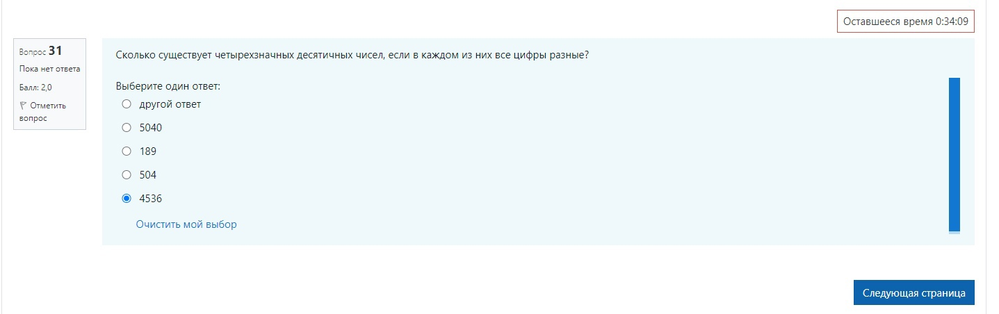 Оставшееся время 0:34:09
Вопрос 31
Пока нет ответа
Балл: 2,0
Отметить
вопрос
Сколько существует четырехзначных десятичных чисел, если в каждом из них все цифры разные?
Выберите один ответ:
другой ответ
5040
189
504
4536
Очистить мой выбор
Следующая страница